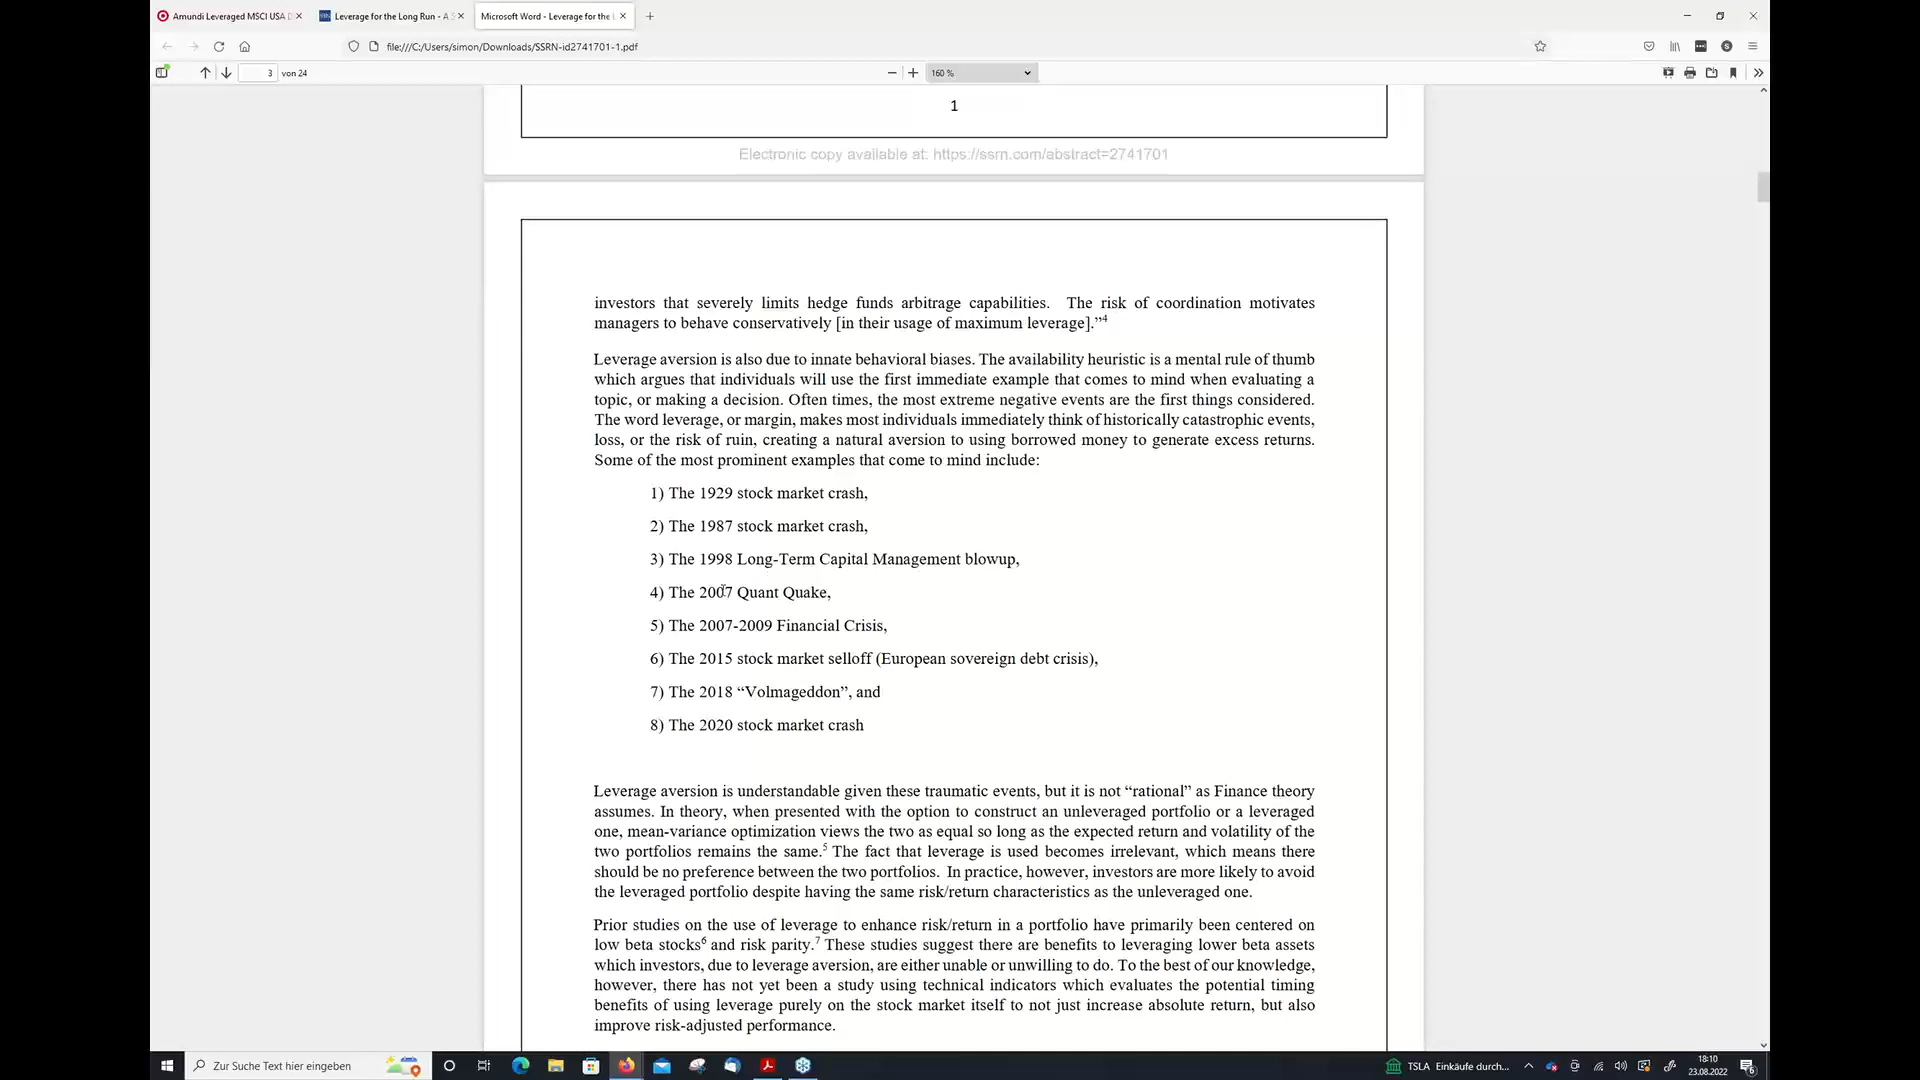 Amundi Leveraged MSCI USA D
Leverage for the Long Run - A S
Microsoft Word - Leverage for the L
file:///C:/Users/simon/Downloads/SSRN-id2741701-1.pdf
3 von 24
160 %
1
Electronic copy available at: https://ssrn.com/abstract=2741701
investors that severely limits hedge funds arbitrage capabilities. The risk of coordination motivates
managers to behave conservatively [in their usage of maximum leverage].”4
Leverage aversion is also due to innate behavioral biases. The availability heuristic is a mental rule of thumb
which argues that individuals will use the first immediate example that comes to mind when evaluating a
topic, or making a decision. Often times, the most extreme negative events are the first things considered.
The word leverage, or margin, makes most individuals immediately think of historically catastrophic events,
loss, or the risk of ruin, creating a natural aversion to using borrowed money to generate excess returns.
Some of the most prominent examples that come to mind include:
1) The 1929 stock market crash,
2) The 1987 stock market crash,
3) The 1998 Long-Term Capital Management blowup,
4) The 2007 Quant Quake,
5) The 2007-2009 Financial Crisis,
6) The 2015 stock market selloff (European sovereign debt crisis),
7) The 2018 “Volmageddon”, and
8) The 2020 stock market crash
Leverage aversion is understandable given these traumatic events, but it is not “rational” as Finance theory
assumes. In theory, when presented with the option to construct an unleveraged portfolio or a leveraged
one, mean-variance optimization views the two as equal so long as the expected return and volatility of the
two portfolios remains the same.5 The fact that leverage is used becomes irrelevant, which means there
should be no preference between the two portfolios. In practice, however, investors are more likely to avoid
the leveraged portfolio despite having the same risk/return characteristics as the unleveraged one.
Prior studies on the use of leverage to enhance risk/return in a portfolio have primarily been centered on
low beta stocks6 and risk parity.7 These studies suggest there are benefits to leveraging lower beta assets
which investors, due to leverage aversion, are either unable or unwilling to do. To the best of our knowledge,
however, there has not yet been a study using technical indicators which evaluates the potential timing
benefits of using leverage purely on the stock market itself to not just increase absolute return, but also
improve risk-adjusted performance.
Zur Suche Text hier eingeben
TSLA Einkäufe durch...
18:10
23.08.2022